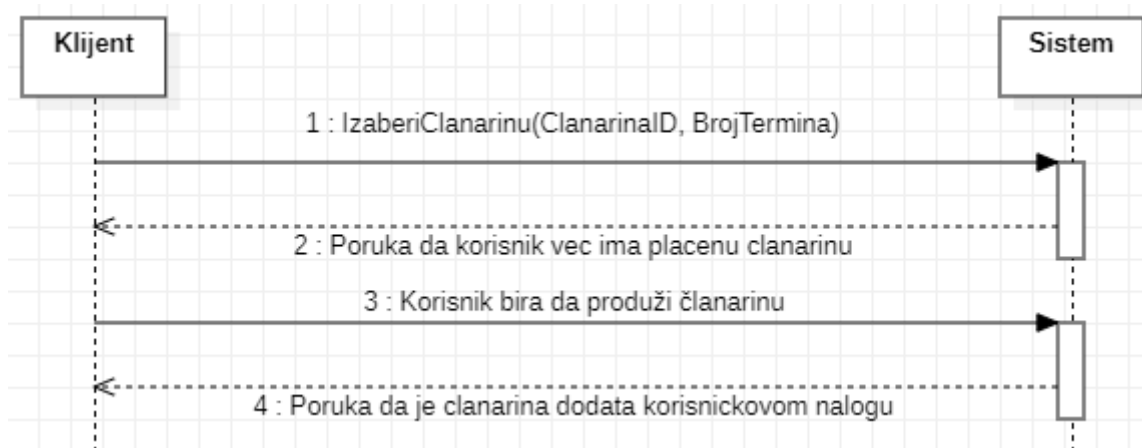 Klijent
Sistem
1 : IzaberiClanarinu(ClanarinaID, BrojTermina)
2 : Poruka da korisnik vec ima placenu clanarinu
3 : Korisnik bira da produži članarinu
4 : Poruka da je clanarina dodata korisnickovom nalogu